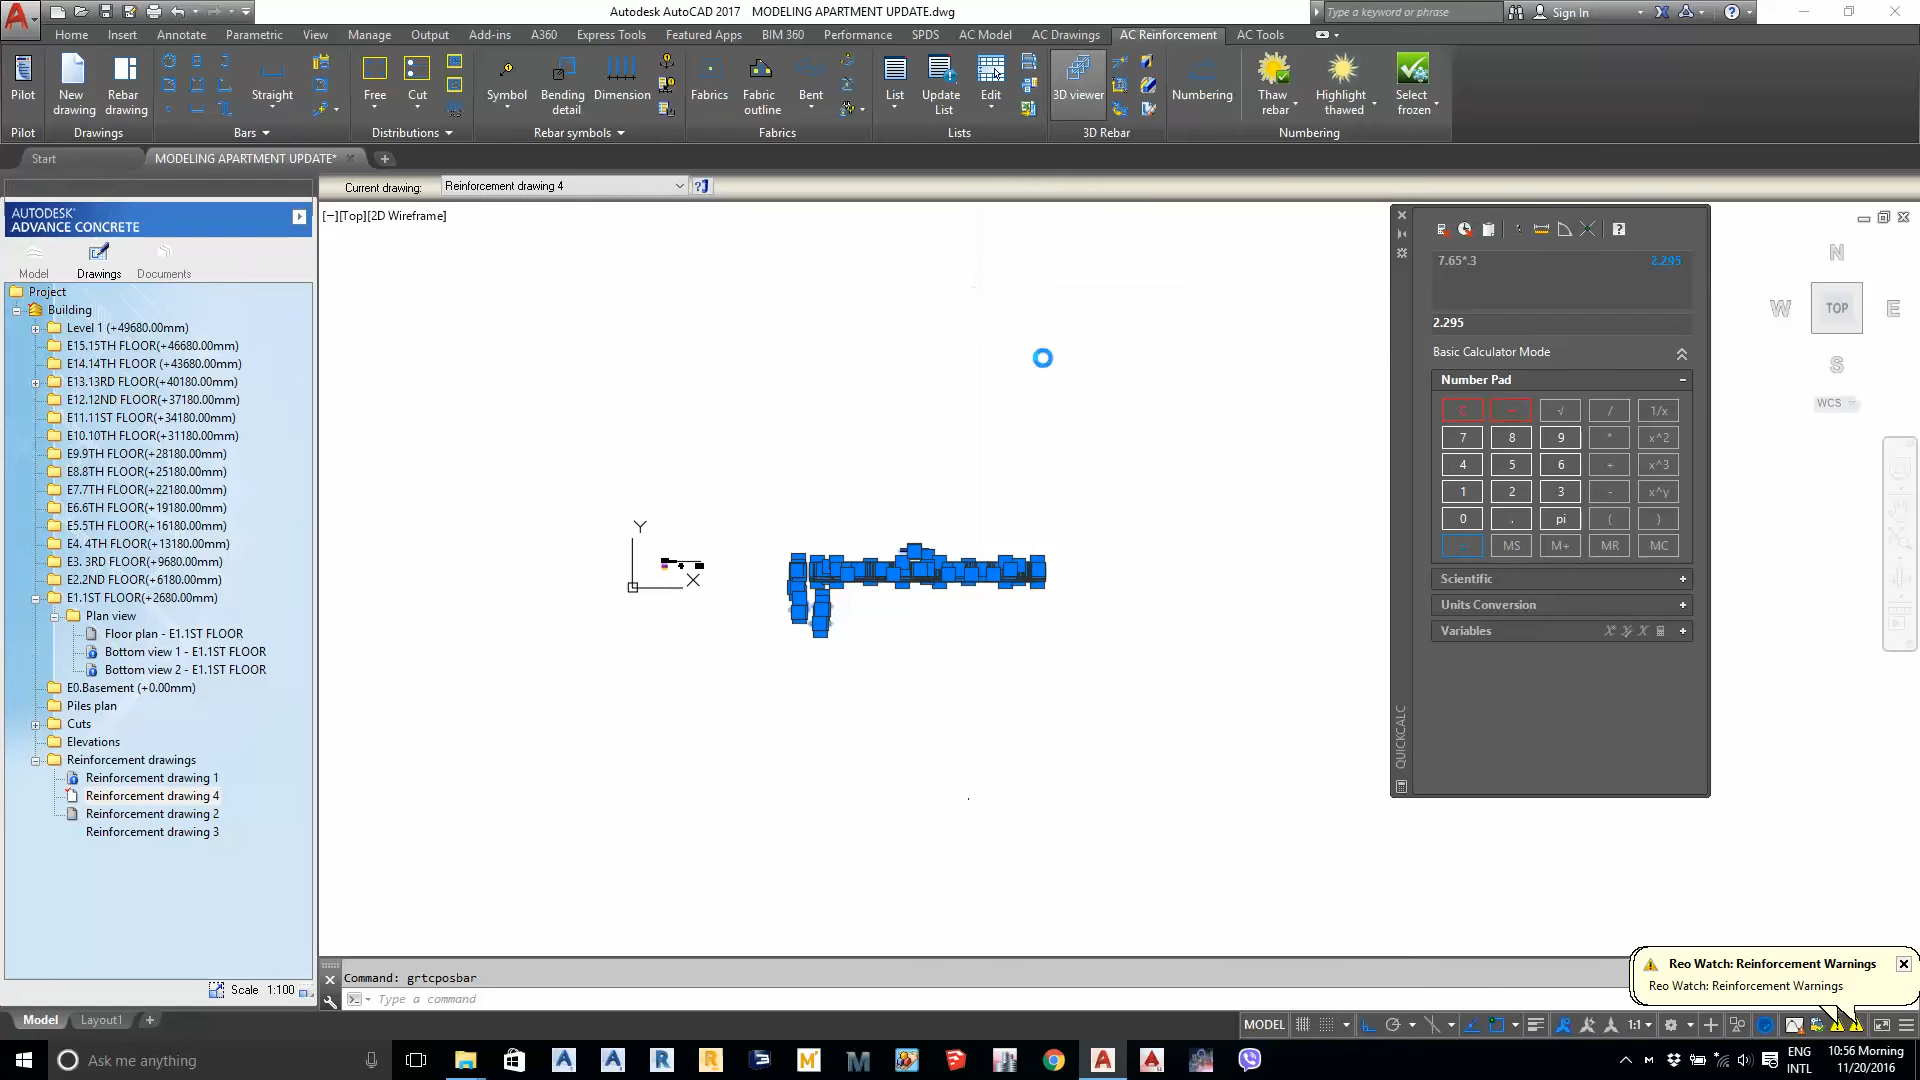 Autodesk AutoCAD 2017    MODELING APARTMENT UPDATE.dwg
Type a keyword or phrase
Sign In
Home Insert Annotate Parametric View Manage Output Add-ins A360 Express Tools Featured Apps BIM 360 Performance SPDS AC Model AC Drawings AC Reinforcement AC Tools
Pilot
New drawing
Rebar drawing
Straight
Free
Cut
Symbol
Bending detail
Dimension
Fabrics
Fabric outline
Bent
List
Update List
Edit
3D viewer
Numbering
Thaw rebar
Highlight thawed
Select frozen
Pilot Drawings Bars Distributions Rebar symbols Fabrics Lists 3D Rebar Numbering
Start
MODELING APARTMENT UPDATE*
Current drawing: Reinforcement drawing 4
AUTODESK®
ADVANCE CONCRETE
Model Drawings Documents
Project
Building
Level 1 (+49680.00mm)
E15.15TH FLOOR(+46680.00mm)
E14.14TH FLOOR (+43680.00mm)
E13.13RD FLOOR(+40180.00mm)
E12.12ND FLOOR(+37180.00mm)
E11.11ST FLOOR(+34180.00mm)
E10.10TH FLOOR(+31180.00mm)
E9.9TH FLOOR(+28180.00mm)
E8.8TH FLOOR(+25180.00mm)
E7.7TH FLOOR(+22180.00mm)
E6.6TH FLOOR(+19180.00mm)
E5.5TH FLOOR(+16180.00mm)
E4. 4TH FLOOR(+13180.00mm)
E3. 3RD FLOOR(+9680.00mm)
E2.2ND FLOOR(+6180.00mm)
E1.1ST FLOOR(+2680.00mm)
Plan view
Floor plan - E1.1ST FLOOR
Bottom view 1 - E1.1ST FLOOR
Bottom view 2 - E1.1ST FLOOR
E0.Basement (+0.00mm)
Piles plan
Cuts
Elevations
Reinforcement drawings
Reinforcement drawing 1
Reinforcement drawing 4
Reinforcement drawing 2
Reinforcement drawing 3
Scale 1:100
[−][Top][2D Wireframe]
Y
X
7.65*.3 2.295
2.295
Basic Calculator Mode
Number Pad
C √ / 1/x
7 8 9 * x^2
4 5 6 + x^3
1 2 3 - x^y
0 . pi ( )
= MS M+ MR MC
Scientific
Units Conversion
Variables
QUICKCALC
N
W TOP E
S
WCS
Command: grtcposbar
Type a command
Reo Watch: Reinforcement Warnings
Reo Watch: Reinforcement Warnings
Model Layout1
MODEL
1:1
Ask me anything
ENG
INTL
10:56 Morning
11/20/2016